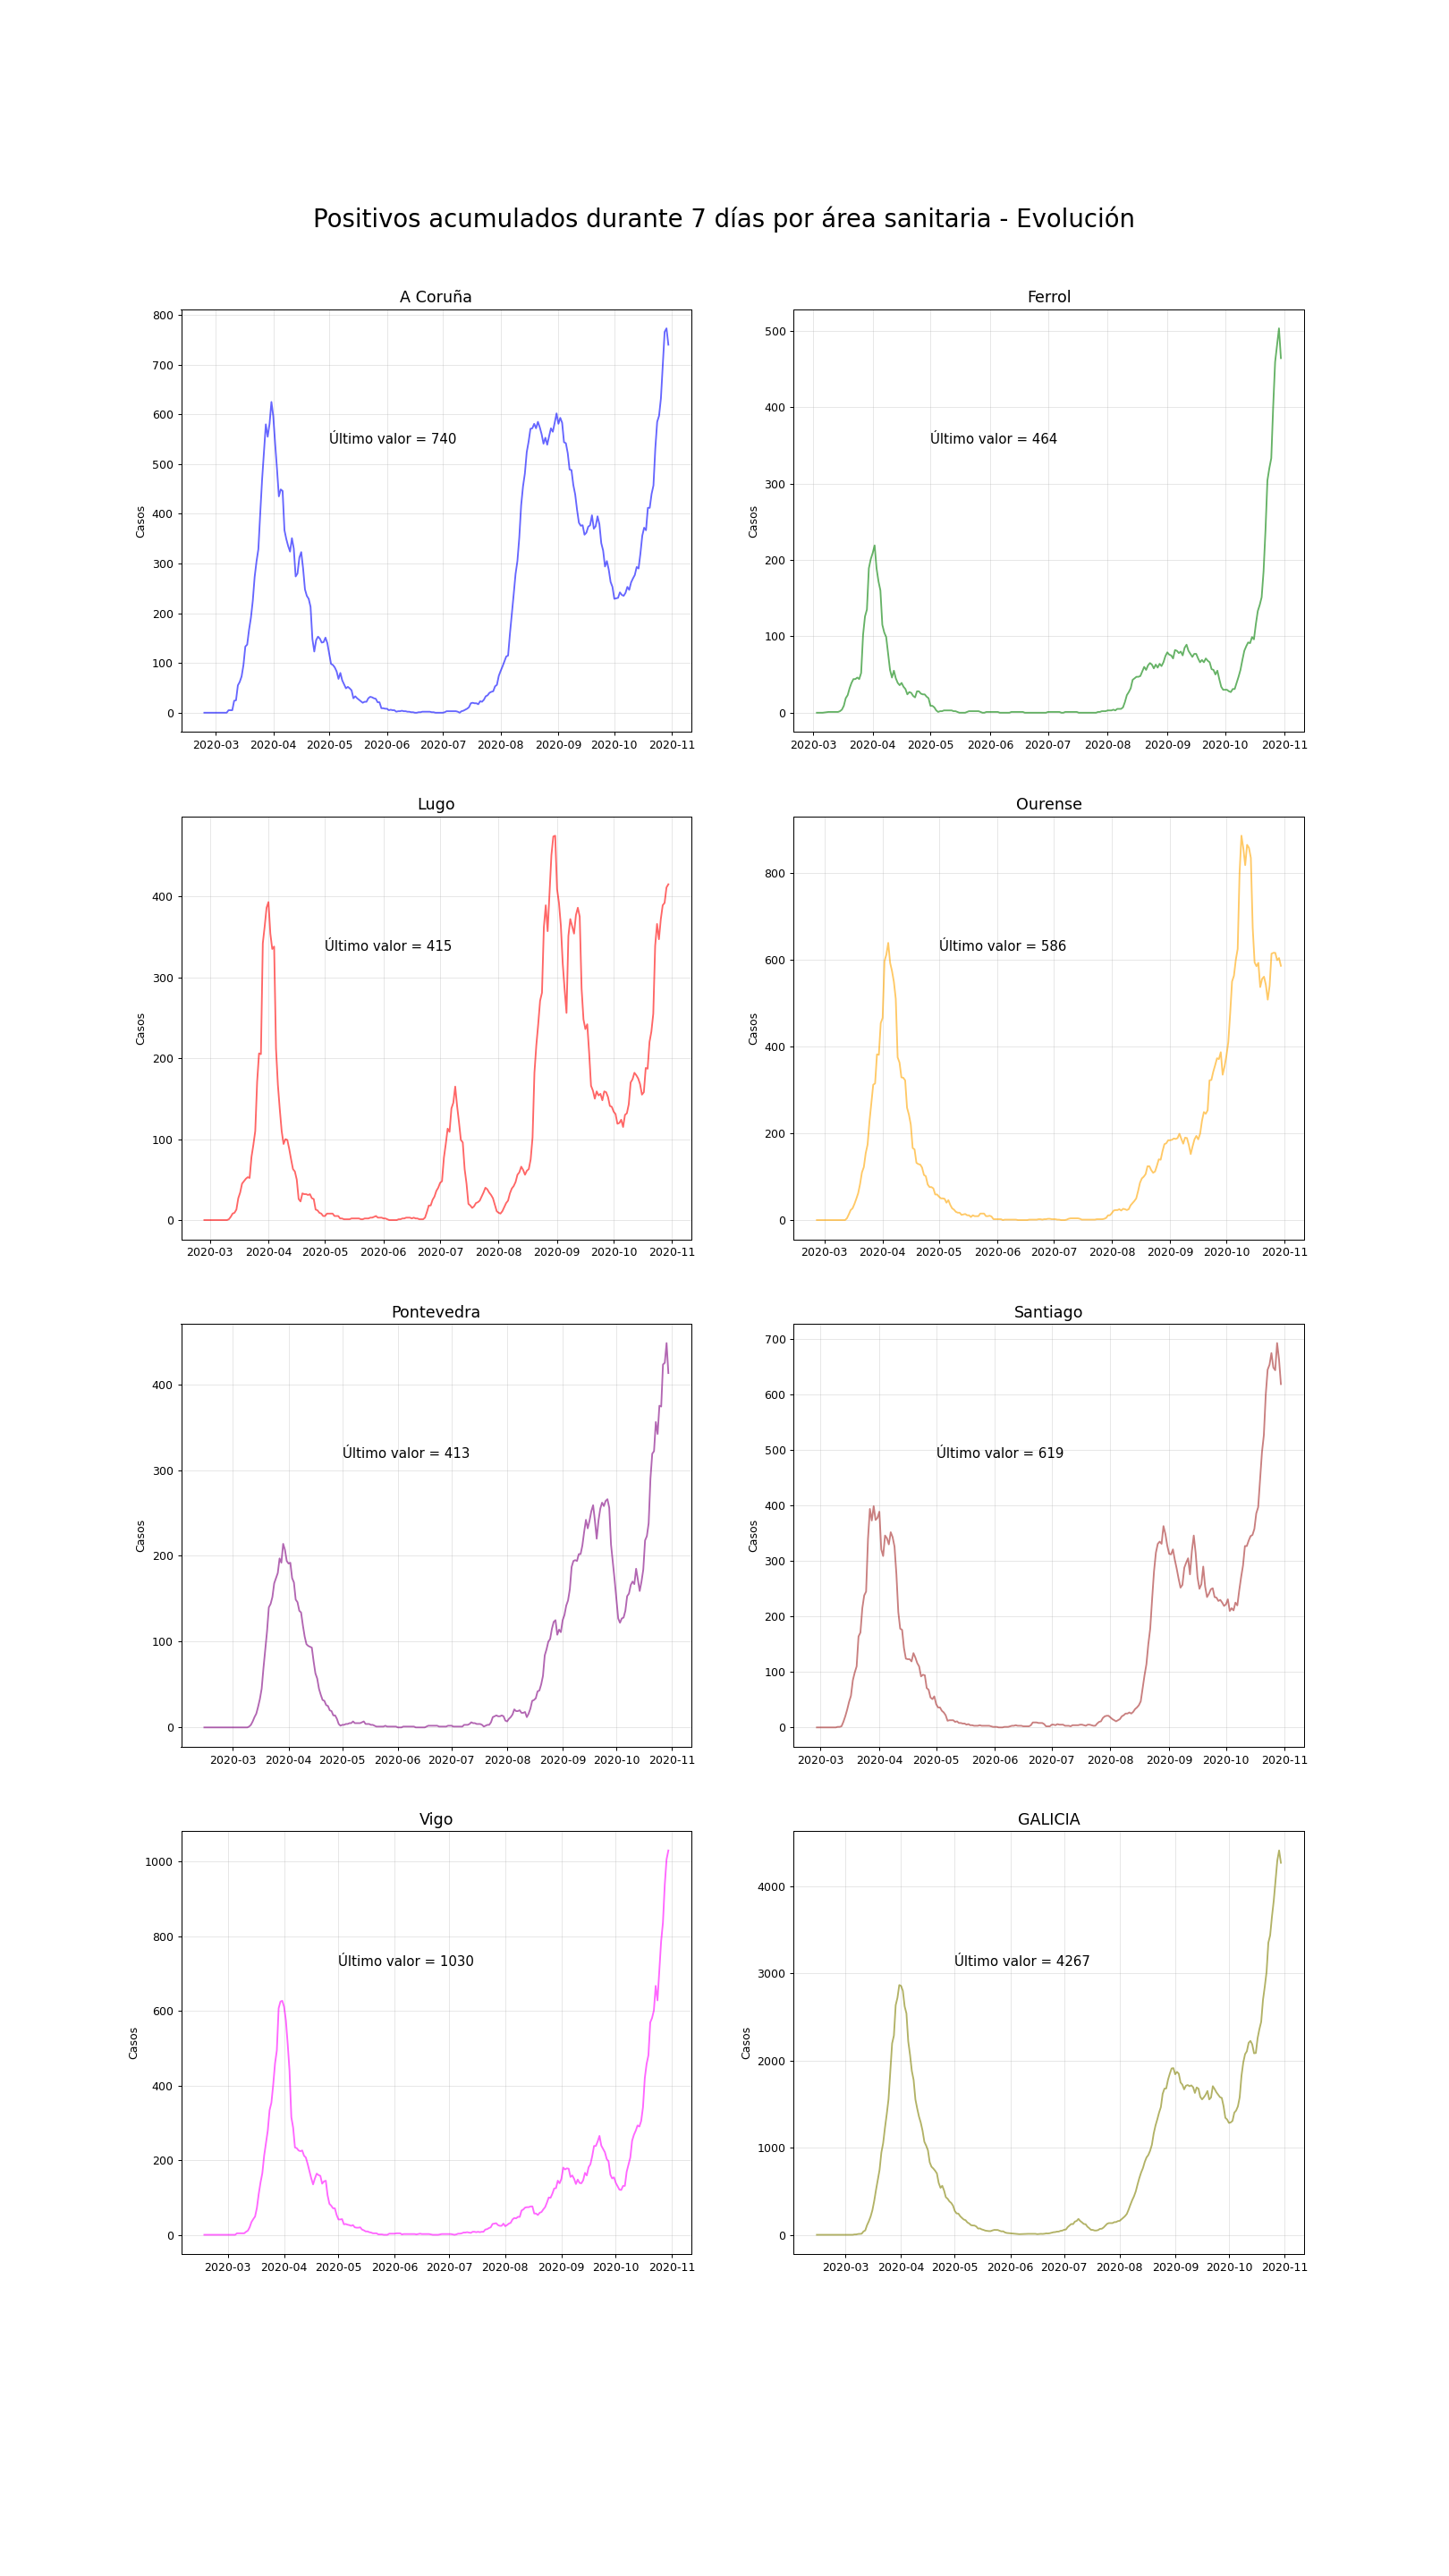 Positivos acumulados durante 7 días por área sanitaria - Evolución
A Coruña
800
700
600
500
400
300
200
100
0
Casos
Último valor = 740
2020-03 2020-04 2020-05 2020-06 2020-07 2020-08 2020-09 2020-10 2020-11
Ferrol
500
400
300
200
100
0
Casos
Último valor = 464
2020-03 2020-04 2020-05 2020-06 2020-07 2020-08 2020-09 2020-10 2020-11
Lugo
400
300
200
100
0
Casos
Último valor = 415
2020-03 2020-04 2020-05 2020-06 2020-07 2020-08 2020-09 2020-10 2020-11
Ourense
800
600
400
200
0
Casos
Último valor = 586
2020-03 2020-04 2020-05 2020-06 2020-07 2020-08 2020-09 2020-10 2020-11
Pontevedra
400
300
200
100
0
Casos
Último valor = 413
2020-03 2020-04 2020-05 2020-06 2020-07 2020-08 2020-09 2020-10 2020-11
Santiago
700
600
500
400
300
200
100
0
Casos
Último valor = 619
2020-03 2020-04 2020-05 2020-06 2020-07 2020-08 2020-09 2020-10 2020-11
Vigo
1000
800
600
400
200
0
Casos
Último valor = 1030
2020-03 2020-04 2020-05 2020-06 2020-07 2020-08 2020-09 2020-10 2020-11
GALICIA
4000
3000
2000
1000
0
Casos
Último valor = 4267
2020-03 2020-04 2020-05 2020-06 2020-07 2020-08 2020-09 2020-10 2020-11